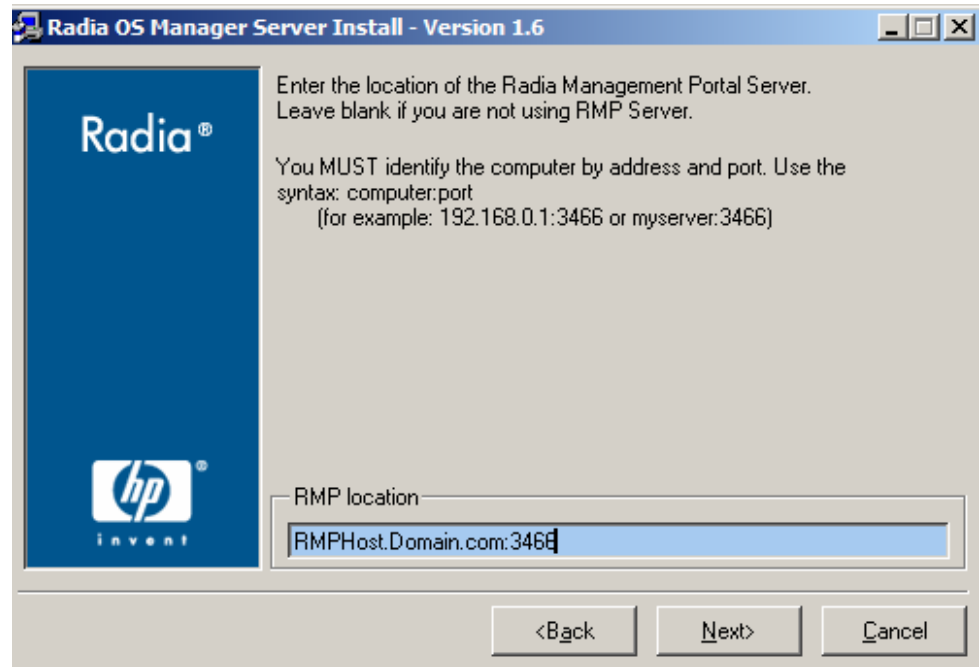 Radia OS Manager Server Install - Version 1.6
Radia®
Enter the location of the Radia Management Portal Server.
Leave blank if you are not using RMP Server.
You MUST identify the computer by address and port. Use the
syntax: computer:port
(for example: 192.168.0.1:3466 or myserver:3466)
hp®
invent
RMP location
RMPHost.Domain.com:3466
<Back
Next>
Cancel